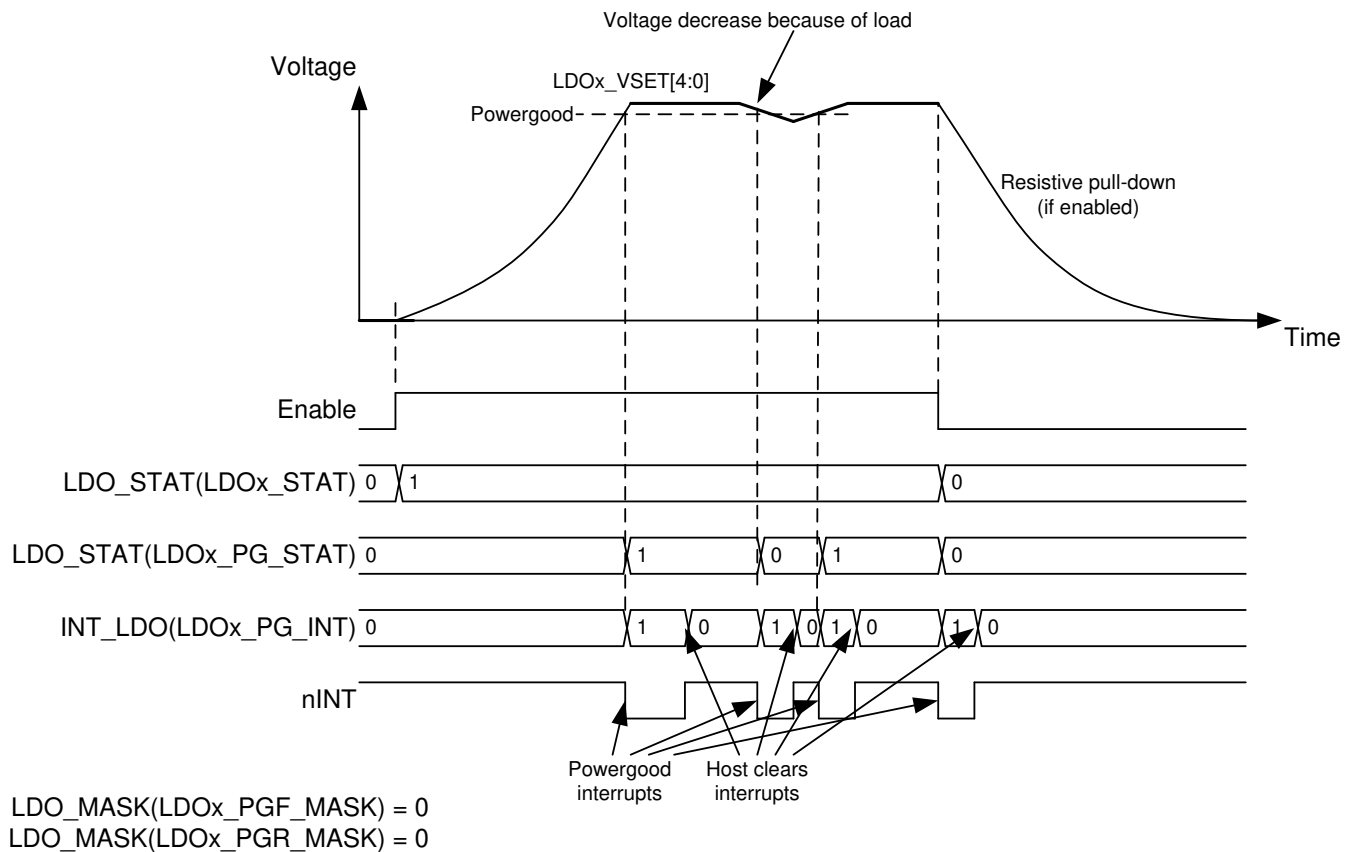 Voltage decrease because of load
Voltage
LDOx_VSET[4:0]
Powergood
Resistive pull-down
(if enabled)
Time
Enable
LDO_STAT(LDOx_STAT) 0 1 0
LDO_STAT(LDOx_PG_STAT) 0 1 0 1 0
INT_LDO(LDOx_PG_INT) 0 1 0 1 0 1 0 1 0
nINT
Powergood Host clears
interrupts interrupts
LDO_MASK(LDOx_PGF_MASK) = 0
LDO_MASK(LDOx_PGR_MASK) = 0